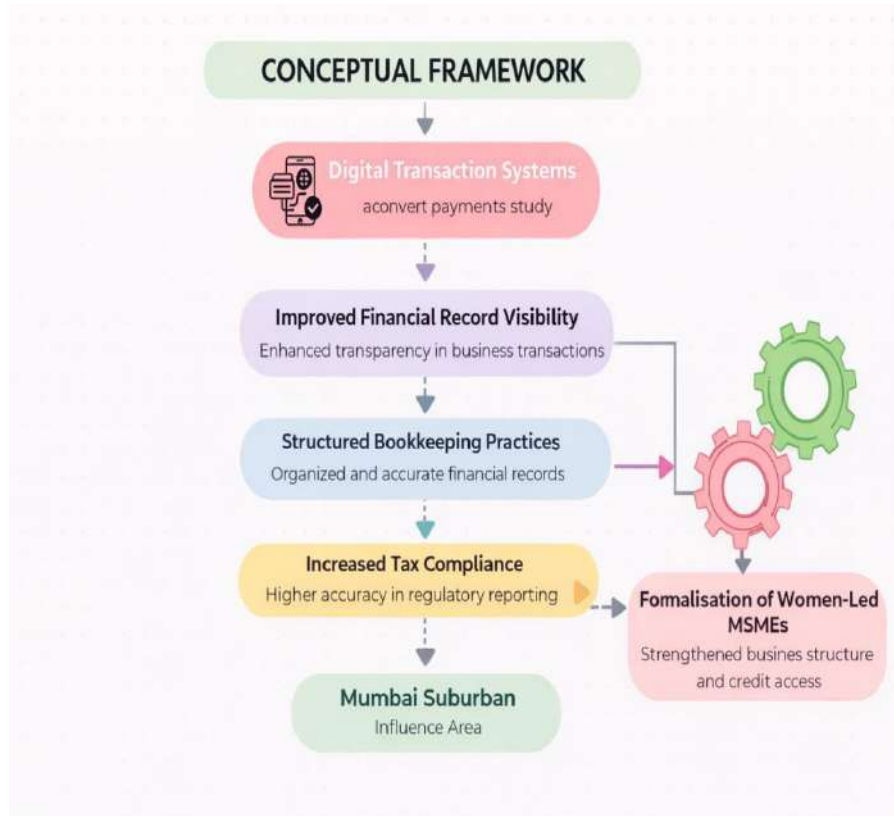 CONCEPTUAL FRAMEWORK
Digital Transaction Systems
aconvert payments study
Improved Financial Record Visibility
Enhanced transparency in business transactions
Structured Bookkeeping Practices
Organized and accurate financial records
Increased Tax Compliance
Higher accuracy in regulatory reporting
Formalisation of Women-Led
MSMEs
Strengthened busines structure
and credit access
Mumbai Suburban
Influence Area